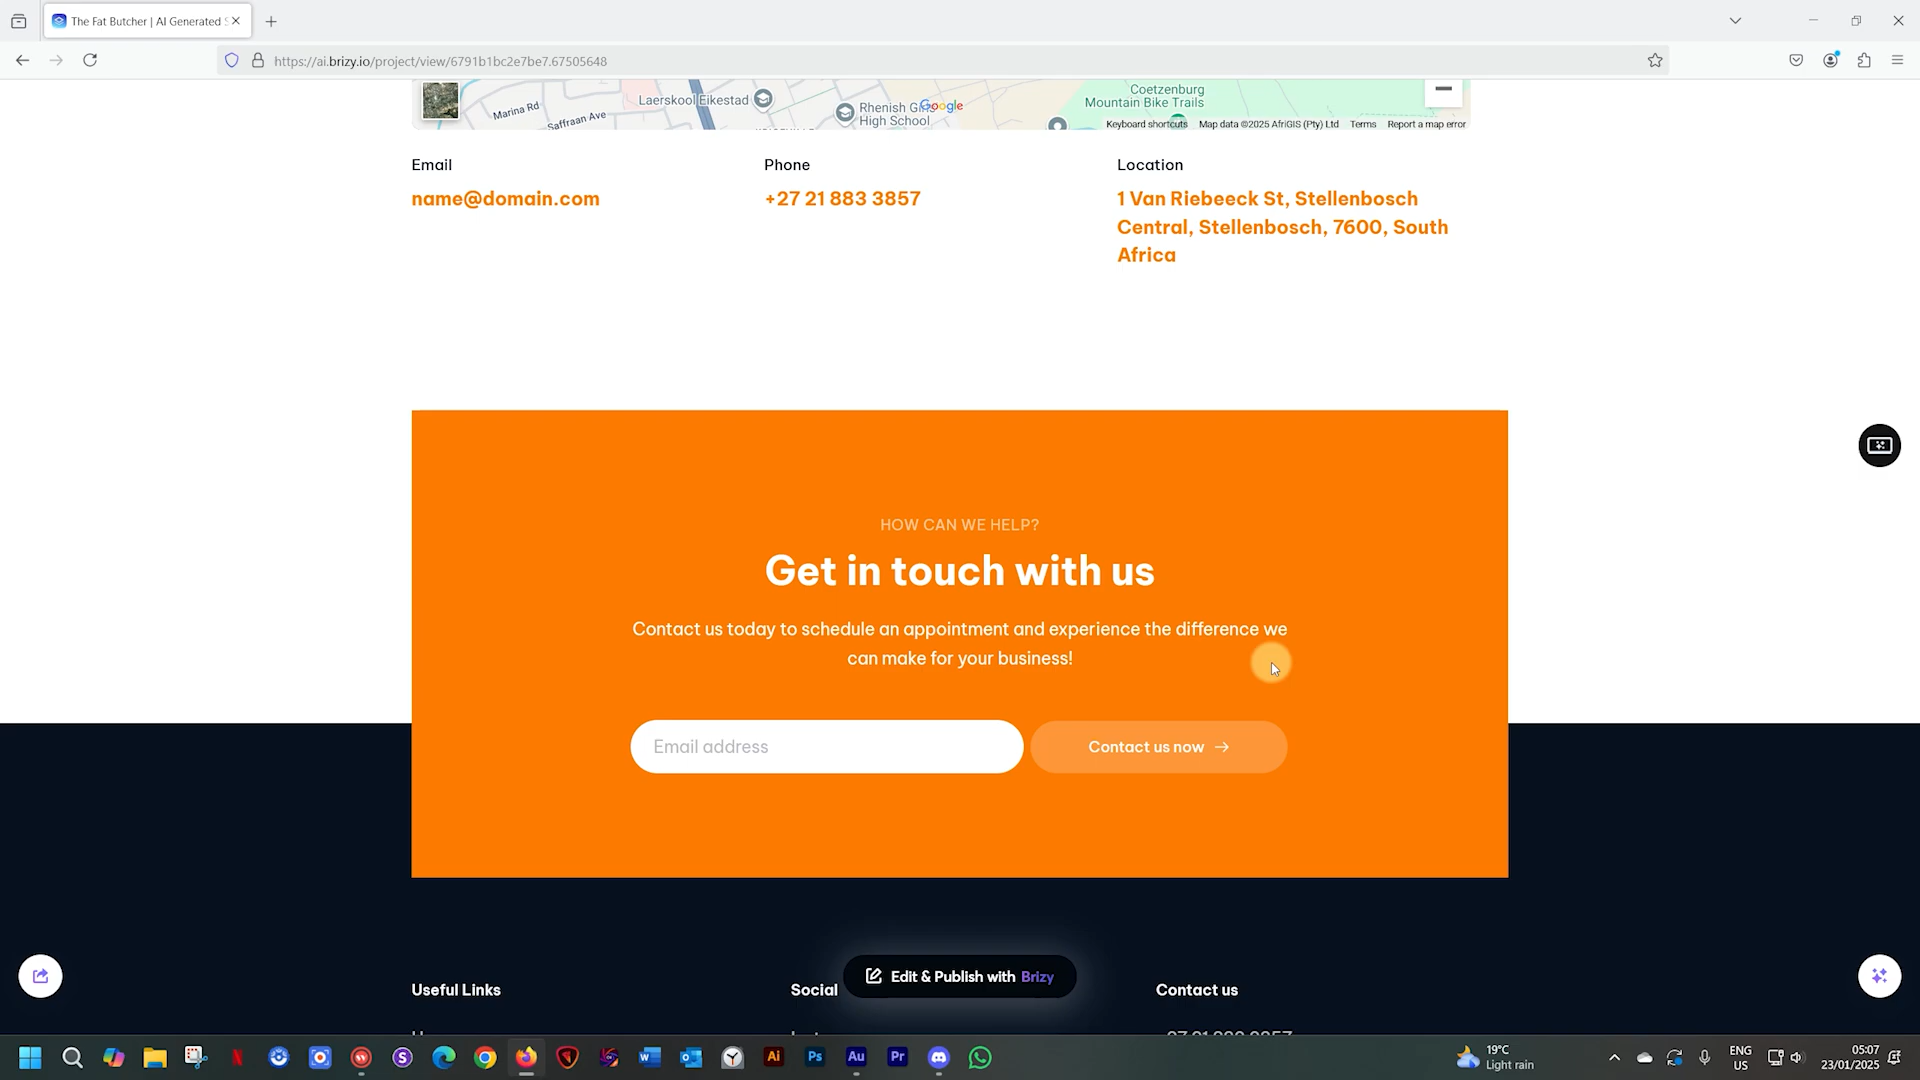 The Fat Butcher | AI Generated
https://ai.brizy.io/project/view/6791b1bc2e7be7.67505648
Coetzenburg
Mountain Bike Trails
Laerskool Eikestad
Marina Rd
Saffraan Ave
Rhenish Girls
High School
Google
Keyboard shortcuts Map data ©2025 AfriGIS (Pty) Ltd Terms Report a map error
Email
Phone
Location
name@domain.com
+27 21 883 3857
1 Van Riebeeck St, Stellenbosch
Central, Stellenbosch, 7600, South
Africa
HOW CAN WE HELP?
Get in touch with us
Contact us today to schedule an appointment and experience the difference we
can make for your business!
Email address
Contact us now
Edit & Publish with Brizy
Useful Links
Social
Contact us
19°C
Light rain
ENG
US
05:07
23/01/2025